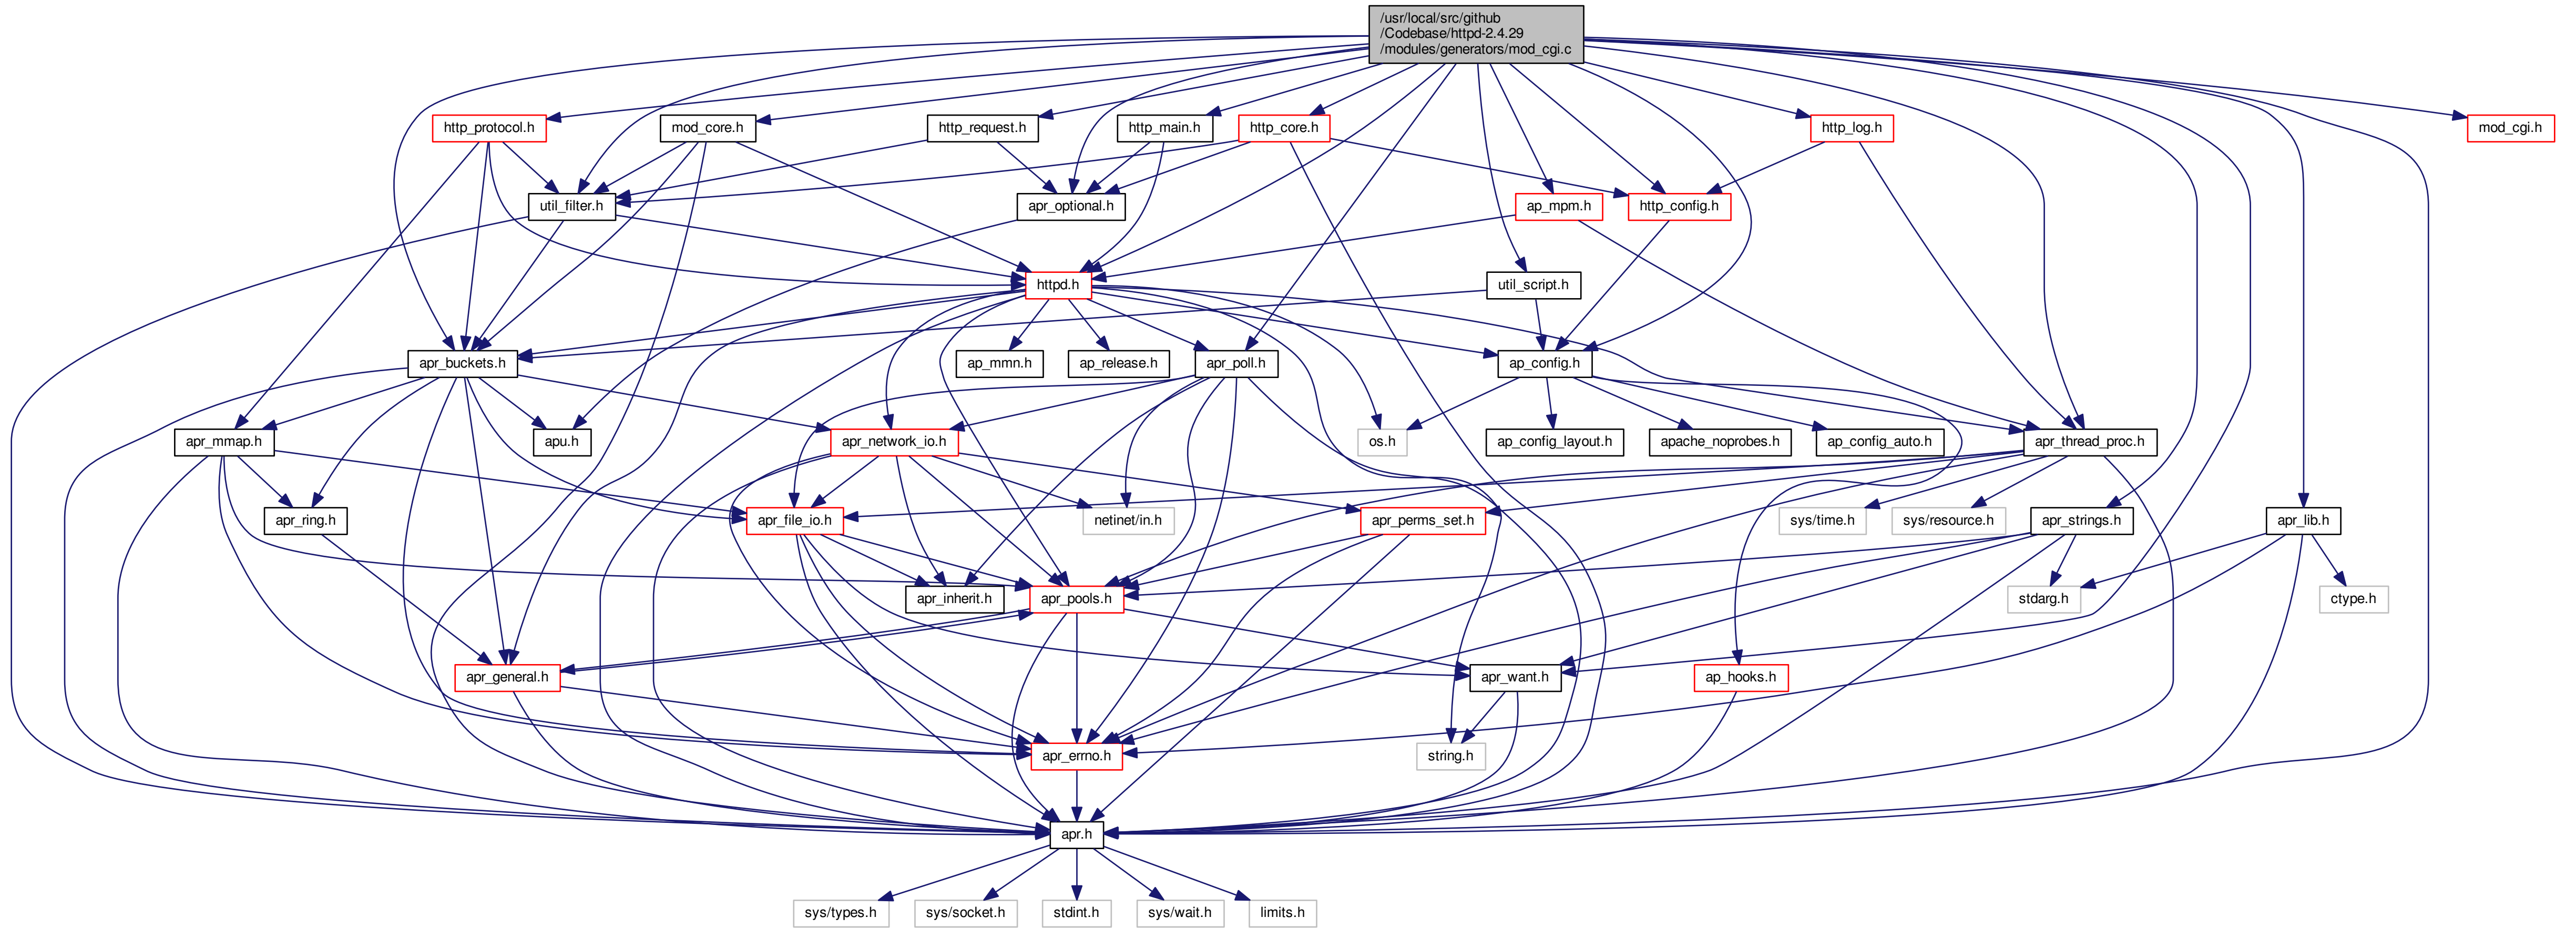 /usr/local/src/github
/Codebase/httpd-2.4.29
/modules/generators/mod_cgi.c
http_protocol.h
mod_core.h
http_request.h
http_main.h
http_core.h
http_log.h
mod_cgi.h
util_filter.h
apr_optional.h
ap_mpm.h
http_config.h
httpd.h
util_script.h
apr_buckets.h
ap_mmn.h
ap_release.h
apr_poll.h
ap_config.h
apr_mmap.h
apu.h
apr_network_io.h
os.h
ap_config_layout.h
apache_noprobes.h
ap_config_auto.h
apr_thread_proc.h
apr_ring.h
apr_file_io.h
netinet/in.h
apr_perms_set.h
sys/time.h
sys/resource.h
apr_strings.h
apr_lib.h
apr_inherit.h
apr_pools.h
stdarg.h
ctype.h
apr_general.h
apr_want.h
ap_hooks.h
apr_errno.h
string.h
apr.h
sys/types.h
sys/socket.h
stdint.h
sys/wait.h
limits.h